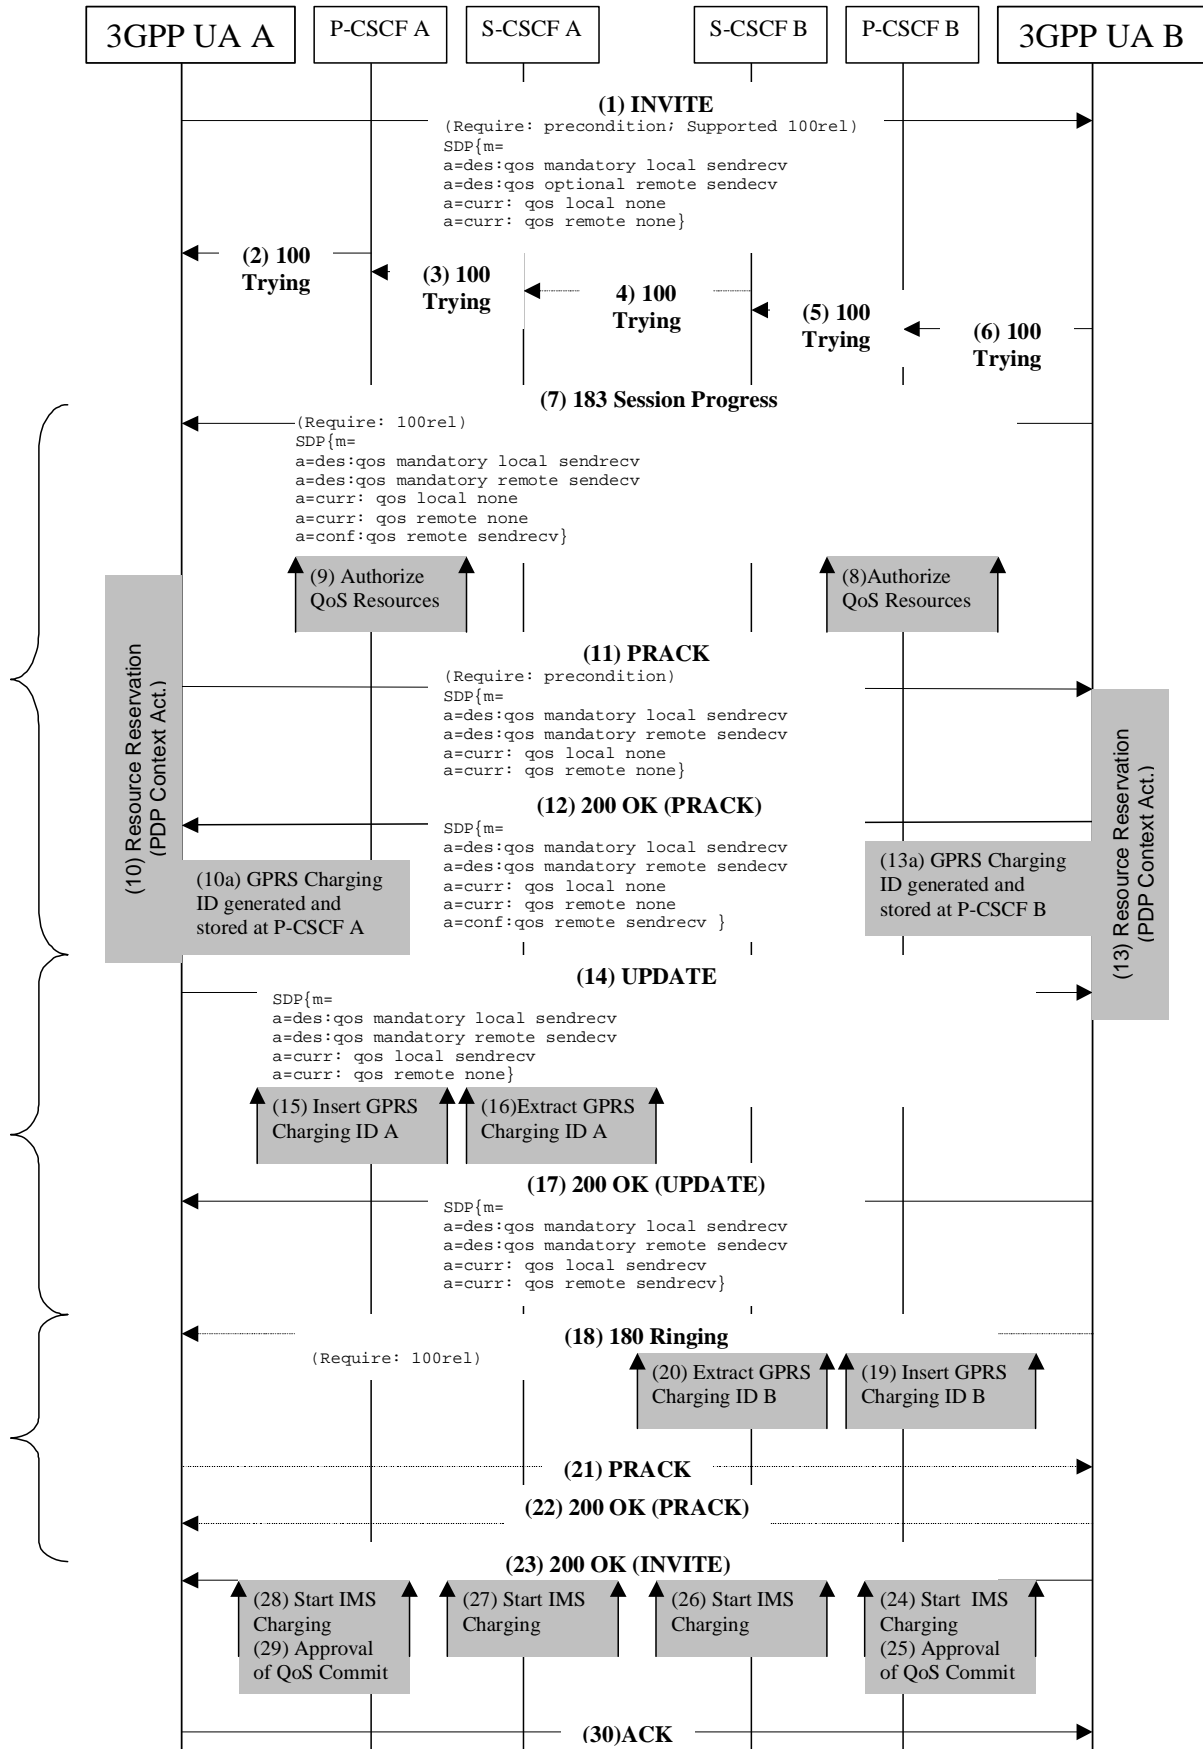 3GPP UA A
P-CSCF A
S-CSCF A
S-CSCF B
P-CSCF B
3GPP UA B
(1) INVITE
(Require: precondition; Supported 100rel)
SDP{m=
a=des:qos mandatory local sendrecv
a=des:qos optional remote sendecv
a=curr: qos local none
a=curr: qos remote none}
(2) 100
Trying
(3) 100
Trying
4) 100
Trying
(5) 100
Trying
(6) 100
Trying
(7) 183 Session Progress
(Require: 100rel)
SDP{m=
a=des:qos mandatory local sendrecv
a=des:qos mandatory remote sendecv
a=curr: qos local none
a=curr: qos remote none
a=conf:qos remote sendrecv}
(9) Authorize
QoS Resources
(8)Authorize
QoS Resources
(10) Resource Reservation
(PDP Context Act.)
(11) PRACK
(Require: precondition)
SDP{m=
a=des:qos mandatory local sendrecv
a=des:qos mandatory remote sendecv
a=curr: qos local none
a=curr: qos remote none}
(13) Resource Reservation
(PDP Context Act.)
(12) 200 OK (PRACK)
SDP{m=
a=des:qos mandatory local sendrecv
a=des:qos mandatory remote sendecv
a=curr: qos local none
a=curr: qos remote none
a=conf:qos remote sendrecv }
(10a) GPRS Charging
ID generated and
stored at P-CSCF A
(13a) GPRS Charging
ID generated and
stored at P-CSCF B
(14) UPDATE
SDP{m=
a=des:qos mandatory local sendrecv
a=des:qos mandatory remote sendecv
a=curr: qos local sendrecv
a=curr: qos remote none}
(15) Insert GPRS
Charging ID A
(16)Extract GPRS
Charging ID A
(17) 200 OK (UPDATE)
SDP{m=
a=des:qos mandatory local sendrecv
a=des:qos mandatory remote sendecv
a=curr: qos local sendrecv
a=curr: qos remote sendrecv}
(18) 180 Ringing
(Require: 100rel)
(20) Extract GPRS
Charging ID B
(19) Insert GPRS
Charging ID B
(21) PRACK
(22) 200 OK (PRACK)
(23) 200 OK (INVITE)
(28) Start IMS
Charging
(29) Approval
of QoS Commit
(27) Start IMS
Charging
(26) Start IMS
Charging
(24) Start IMS
Charging
(25) Approval
of QoS Commit
(30)ACK